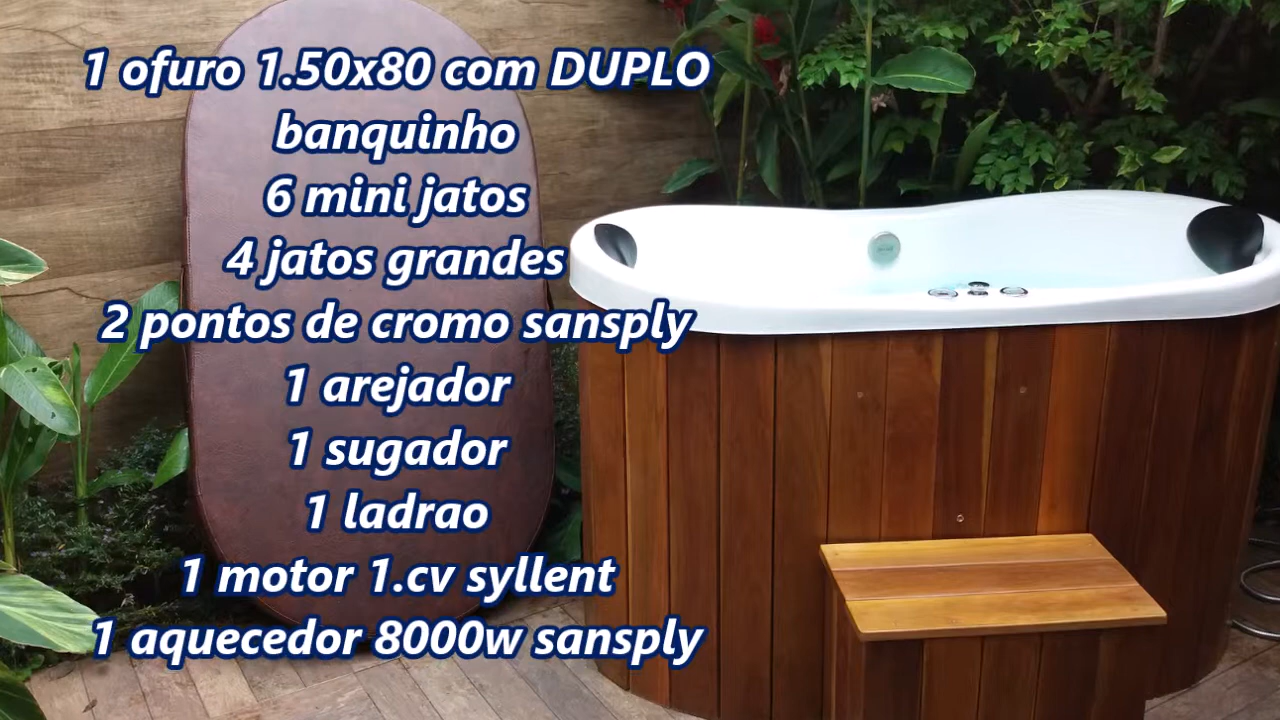 1 ofuro 1.50x80 com DUPLO
banquinho
6 mini jatos
4 jatos grandes
2 pontos de cromo sansply
1 arejador
1 sugador
1 ladrao
1 motor 1.cv syllent
1 aquecedor 8000w sansply